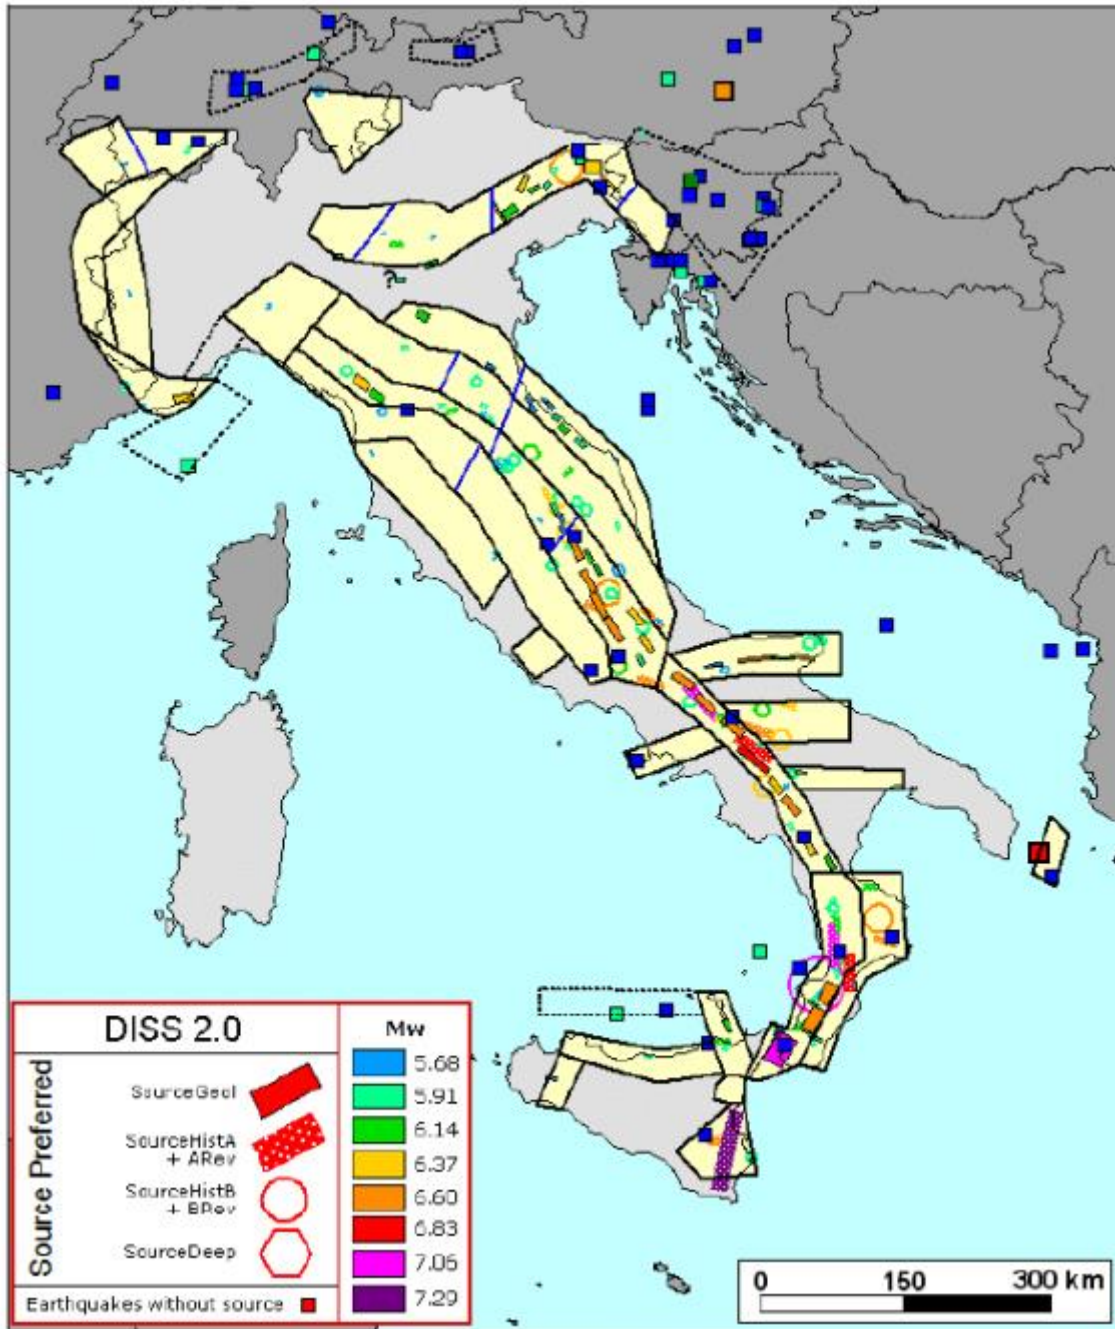 ?
DISS 2.0
Mw
Source Preferred
SourceGeol
SourceHistA
+ ARev
SourceHistB
+ BRev
SourceDeep
5.68
5.91
6.14
6.37
6.60
6.83
7.05
7.29
Earthquakes without source
0 150 300 km